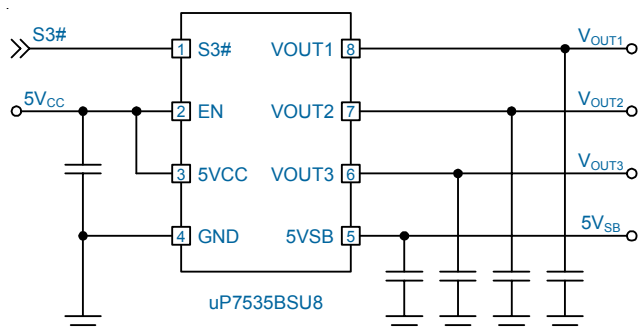 S3#
1 S3# VOUT1 8 VOUT1
5VCC
2 EN VOUT2 7 VOUT2
3 5VCC VOUT3 6 VOUT3
4 GND 5VSB 5 5VSB
uP7535BSU8